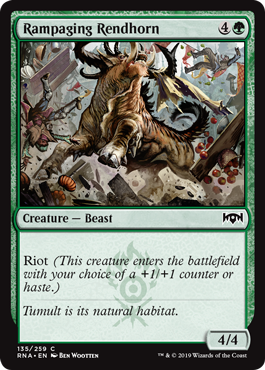 Rampaging Rendhorn 4
Creature — Beast
Riot (This creature enters the battlefield
with your choice of a +1/+1 counter or
haste.)
Tumult is its natural habitat.
4/4
135/259 C
RNA • EN Ben Wootten
™ & © 2019 Wizards of the Coast